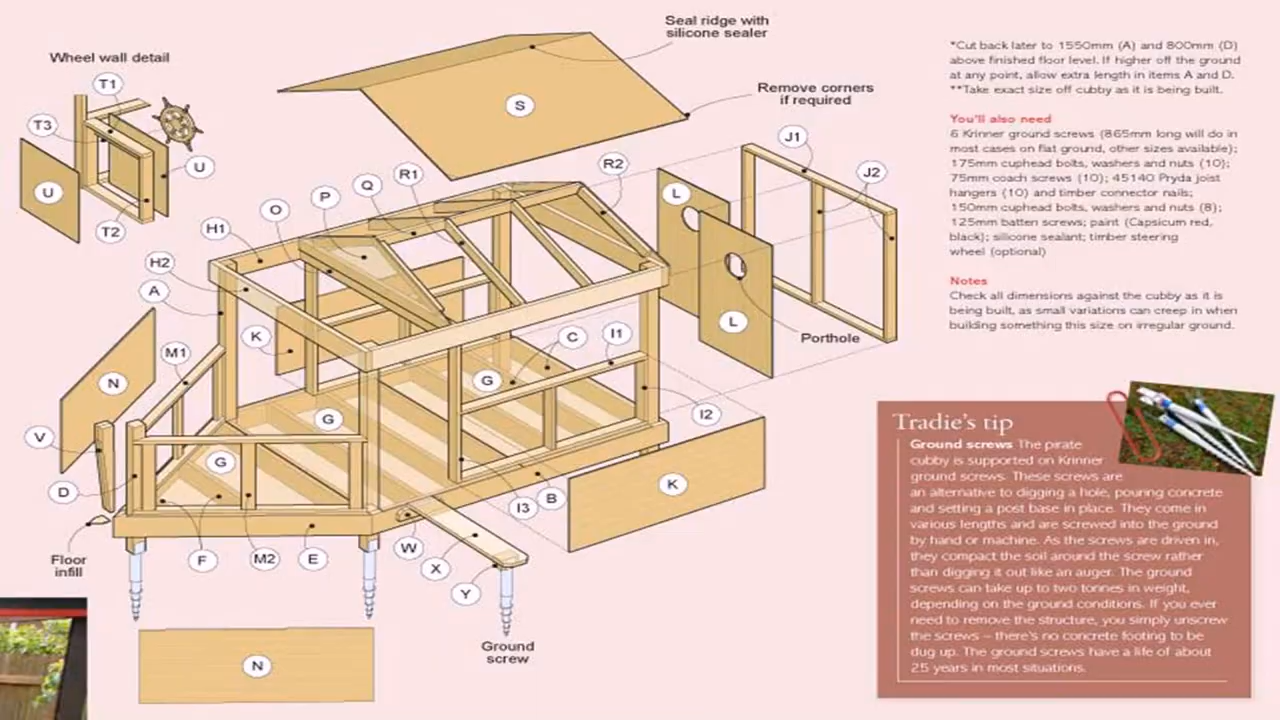 Seal ridge with
silicone sealer
Wheel wall detail
T1
T3
U
U
T2
S
Remove corners
if required
J1
J2
R2
R1
Q
P
O
H1
H2
A
L
L
Porthole
K
C
I1
G
G
G
M1
N
V
D
I2
K
I3
B
W
X
Y
F
M2
E
Floor
infill
Ground
screw
N
*Cut back later to 1550mm (A) and 800mm (D)
above finished floor level. If higher off the ground
at any point, allow extra length in items A and D.
**Take exact size off cubby as it is being built.
You'll also need
6 Krinner ground screws (865mm long will do in
most cases on flat ground, other sizes available);
175mm cuphead bolts, washers and nuts (10);
75mm coach screws (10); 45140 Pryda joist
hangers (10) and timber connector nails;
150mm cuphead bolts, washers and nuts (8);
125mm batten screws; paint (Capsicum red,
black); silicone sealant; timber steering
wheel (optional)
Notes
Check all dimensions against the cubby as it is
being built, as small variations can creep in when
building something this size on irregular ground.
Tradie's tip
Ground screws The pirate
cubby is supported on Krinner
ground screws. These screws are
an alternative to digging a hole, pouring concrete
and setting a post base in place. They come in
various lengths and are screwed into the ground
by hand or machine. As the screws are driven in,
they compact the soil around the screw rather
than digging it out like an auger. The ground
screws can take up to two tonnes in weight,
depending on the ground conditions. If you ever
need to remove the structure, you simply unscrew
the screws – there's no concrete footing to be
dug up. The ground screws have a life of about
25 years in most situations.